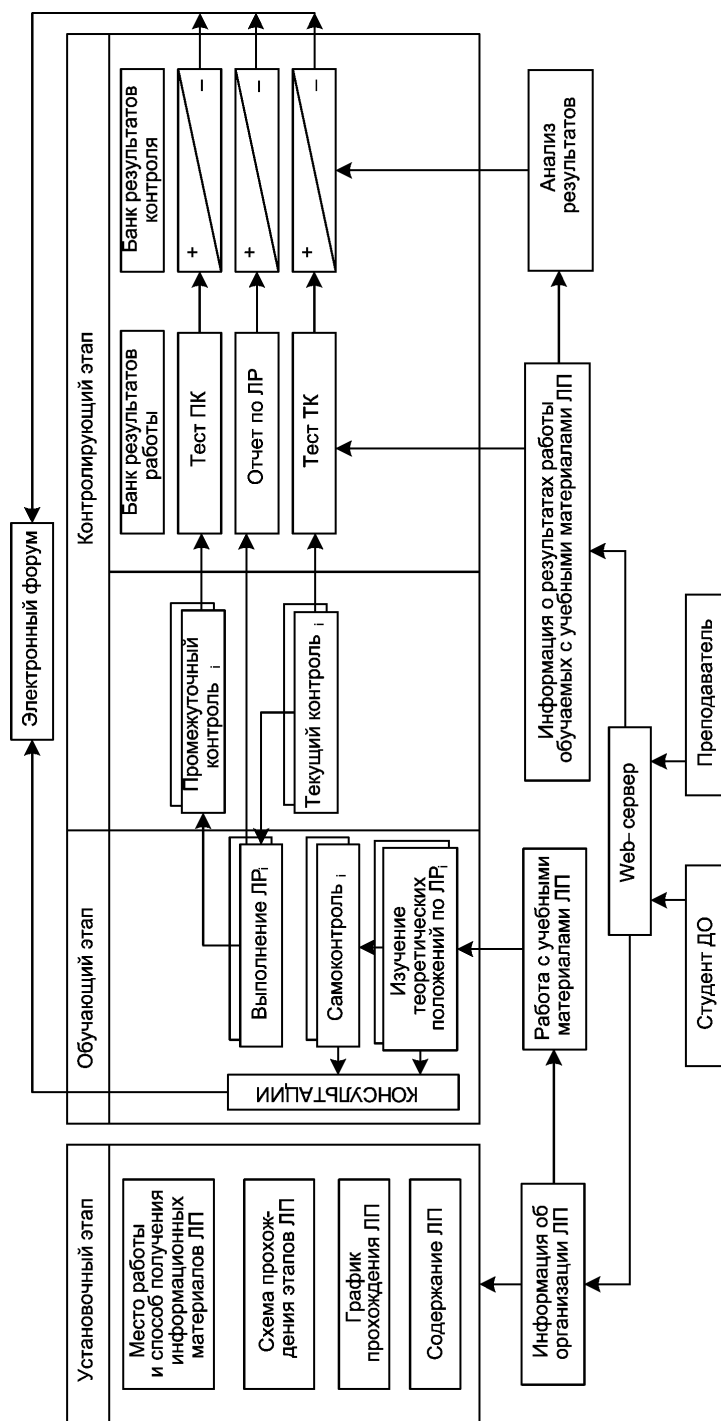 Электронный форум
Установочный этап
Место работы
и способ получения
информационных
материалов ЛП
Схема прохож-
дения этапов ЛП
График
прохождения ЛП
Содержание ЛП
Обучающий этап
КОНСУЛЬТАЦИИ
Выполнение ЛР i
Самоконтроль i
Изучение
теоретических
положений по ЛР i
Промежуточный
контроль i
Текущий контроль i
Контролирующий этап
Банк результатов
работы
Банк результатов
контроля
Тест ПК
+ –
Отчет по ЛР
+ –
Тест ТК
+ –
Информация об
организации ЛП
Работа с учебными
материалами ЛП
Информация о результатах работы
обучаемых с учебными материалами ЛП
Анализ
результатов
Web–сервер
Студент ДО
Преподаватель